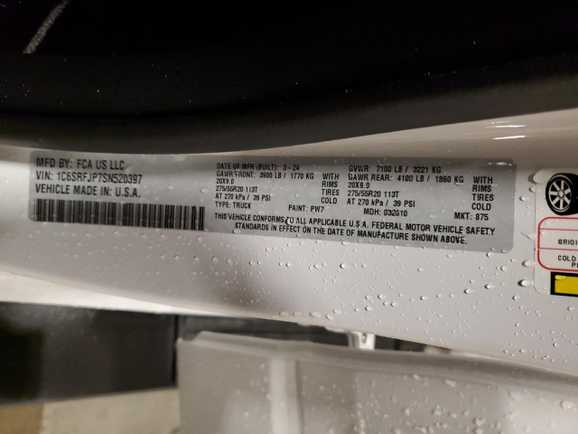 MFD BY: FCA US LLC
VIN: 1C6SRFJP7SN520397
VEHICLE MADE IN: U.S.A.
DATE OF MFR (BUILT): 3-24
GAWR FRONT: 3900 LB / 1770 KG WITH
20X9.0 RIMS
275/55R20 113T TIRES
AT 270 kPa / 39 PSI COLD
TYPE: TRUCK PAINT: PW7
GVWR: 7100 LB / 3221 KG
GAWR REAR: 4100 LB / 1860 KG WITH
20X9.0 RIMS
275/55R20 113T TIRES
AT 270 kPa / 39 PSI COLD
MDH: 032610 MKT: 875
THIS VEHICLE CONFORMS TO ALL APPLICABLE U.S.A. FEDERAL MOTOR VEHICLE SAFETY
STANDARDS IN EFFECT ON THE DATE OF MANUFACTURE SHOWN ABOVE.
COLD